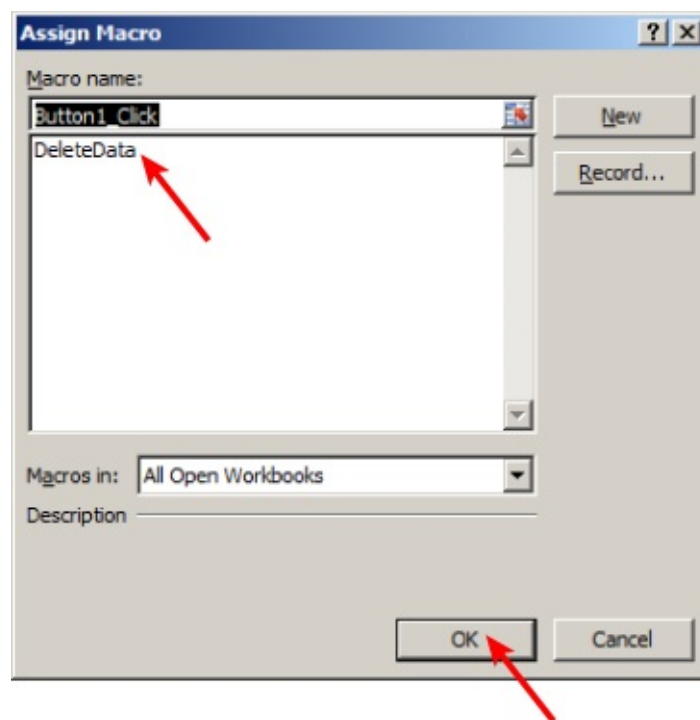 Assign Macro
Macro name:
Button1_Click
New
DeleteData
Record...
Macros in: All Open Workbooks
Description
OK Cancel